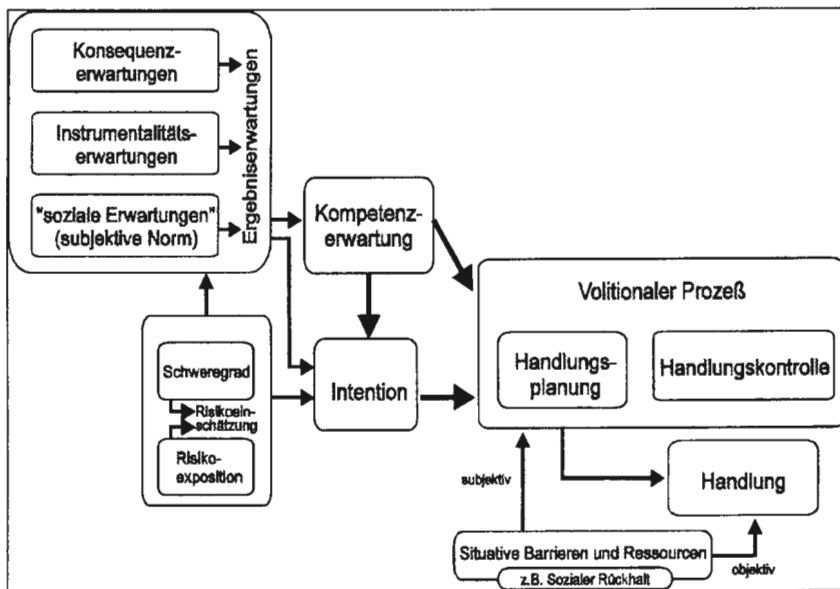 Konsequenz-
erwartungen
Instrumentalitäts-
erwartungen
"soziale Erwartungen"
(subjektive Norm)
Ergebniserwartungen
Kompetenz-
erwartung
Schweregrad
Risikoein-
schätzung
Risiko-
exposition
Intention
Volitionaler Prozeß
Handlungs-
planung
Handlungskontrolle
subjektiv
Handlung
Situative Barrieren und Ressourcen
z.B. Sozialer Rückhalt
objektiv